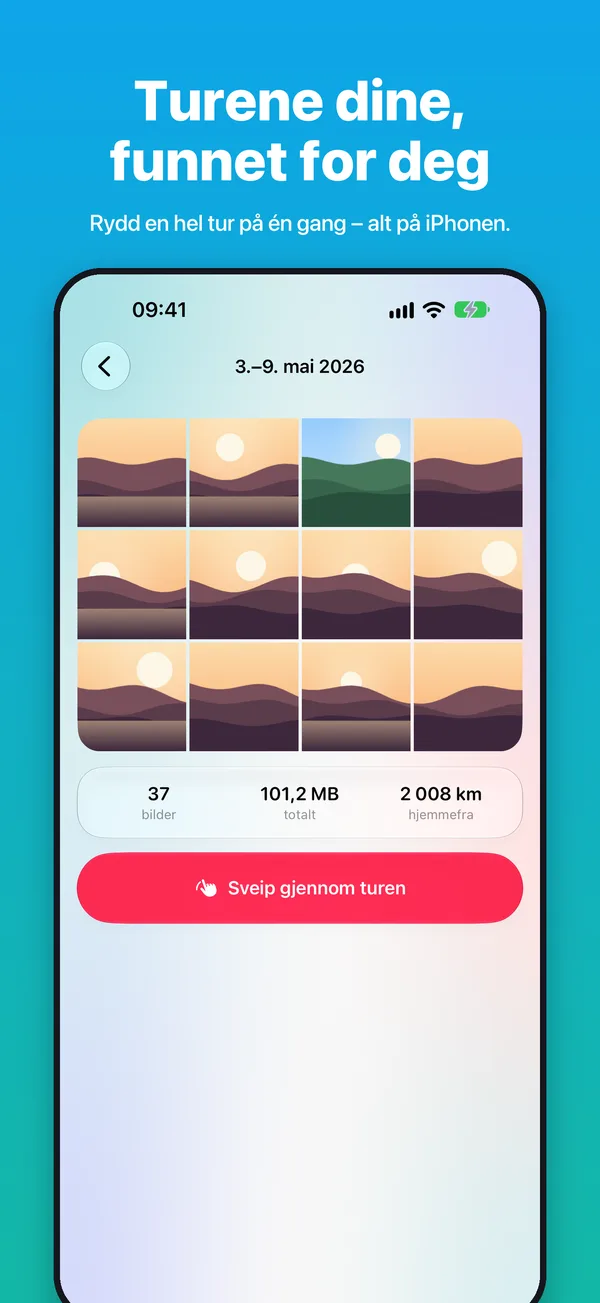 Turene dine,
funnet for deg
Rydd en hel tur på én gang – alt på iPhonen.
09:41
3.–9. mai 2026
37
bilder
101,2 MB
totalt
2 008 km
hjemmefra
Sveip gjennom turen